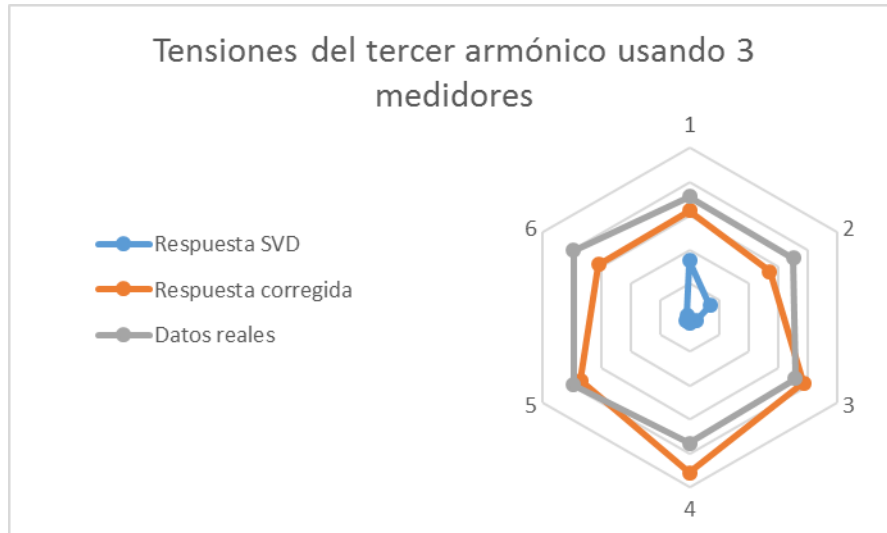 Tensiones del tercer armónico usando 3
medidores
1
6
2
Respuesta SVD
Respuesta corregida
Datos reales
5
3
4